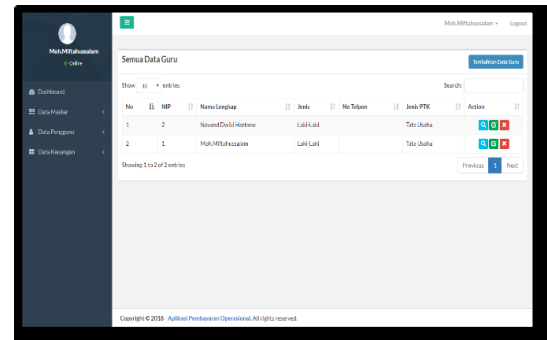 Moh.Miftahussalam
Online
Dashboard
Data Master
Data Pengguna
Data Keuangan
Moh.Miftahussalam
Logout
Semua Data Guru
Tambahkan Data Guru
Show 10 entries
Search:
No NIP Nama Lengkap Jenis No Telpon Jenis PTK Action
1 2 Laki-Laki Tata Usaha
2 1 Moh.Miftahussalam Laki-Laki Tata Usaha
Showing 1 to 2 of 2 entries
Previous 1 Next
Copyright © 2018 - Aplikasi Pembayaran Operasional. All rights reserved.